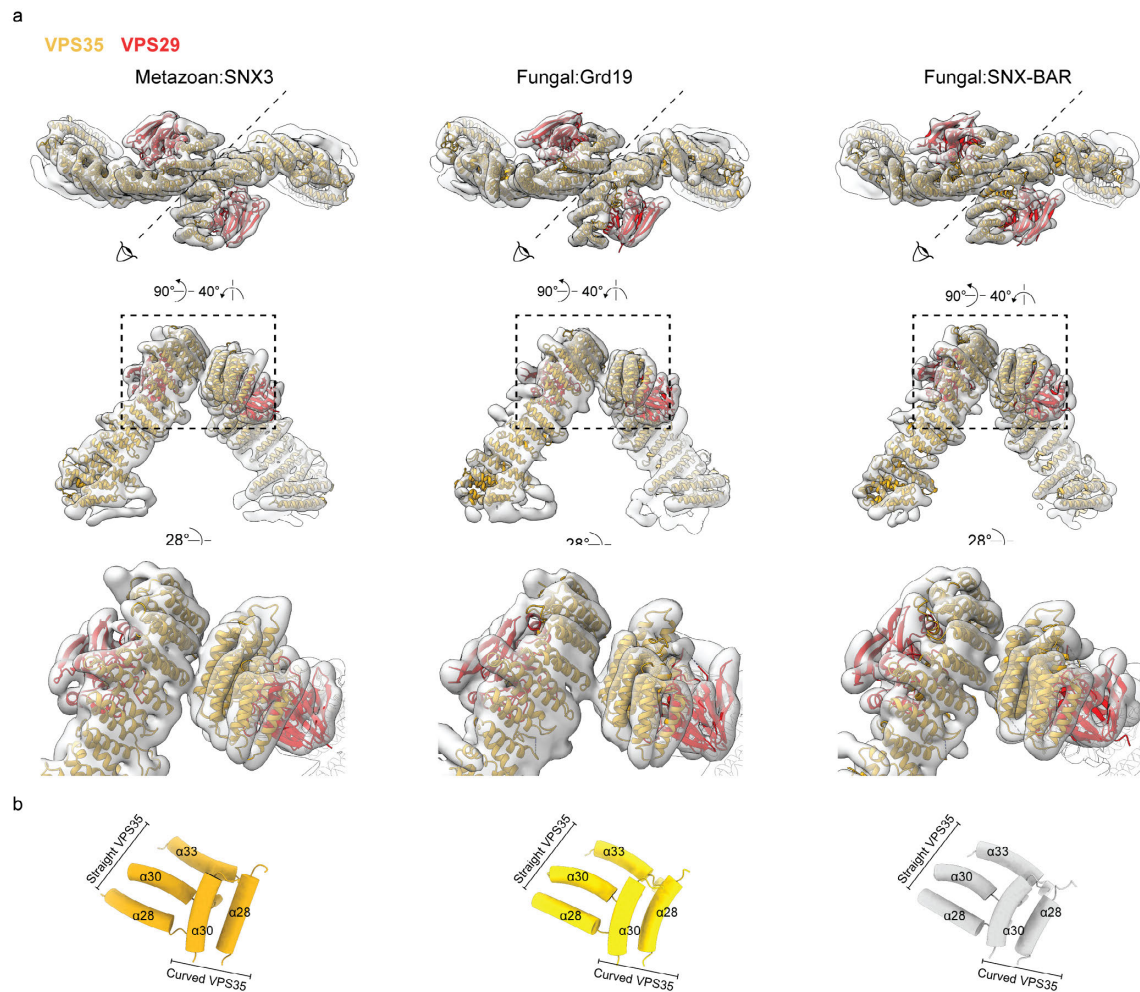 a
VPS35 VPS29
Metazoan:SNX3 Fungal:Grd19 Fungal:SNX-BAR
90° 40° 90° 40° 90° 40°
28° 28° 28°
b
Straight VPS35 α33 α30 α28 α30 α28 Curved VPS35
Straight VPS35 α33 α30 α28 α30 α28 Curved VPS35
Straight VPS35 α33 α30 α28 α30 α28 Curved VPS35